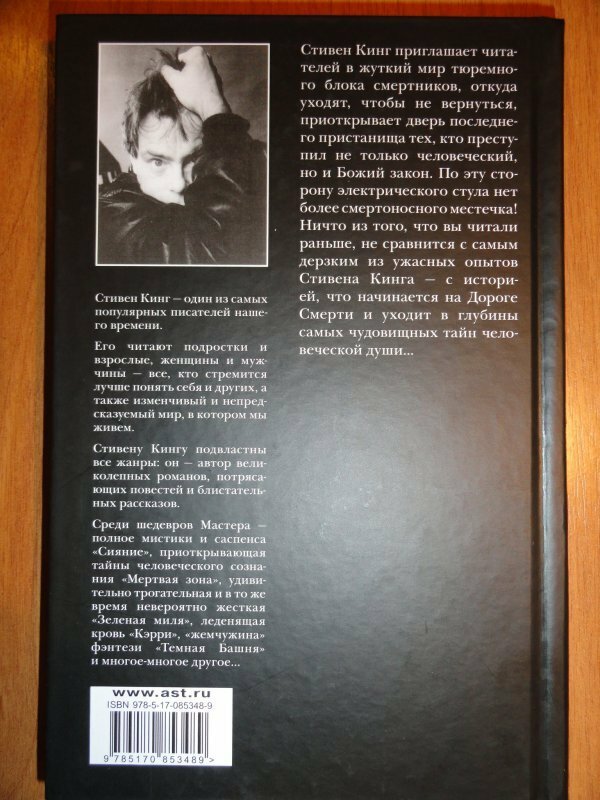 Стивен Кинг приглашает чита-
телей в жуткий мир тюремно-
го блока смертников, откуда
уходят, чтобы не вернуться,
приоткрывает дверь последне-
го пристанища тех, кто престу-
пил не только человеческий,
но и Божий закон. По эту сто-
рону электрического стула нет
более смертоносного местечка!
Ничто из того, что вы читали
раньше, не сравнится с самым
дерзким из ужасных опытов
Стивена Кинга — с истори-
ей, что начинается на Дороге
Смерти и уходит в глубины
самых чудовищных тайн чело-
веческой души...
Стивен Кинг — один из самых
популярных писателей наше-
го времени.
Его читают подростки и
взрослые, женщины и муж-
чины — все, кто стремится
лучше понять себя и других, а
также изменчивый и непред-
сказуемый мир, в котором мы
живем.
Стивену Кингу подвластны
все жанры: он — автор вели-
колепных романов, потряса-
ющих повестей и блистатель-
ных рассказов.
Среди шедевров Мастера —
полное мистики и саспенса
«Сияние», приоткрывающая
тайны человеческого созна-
ния «Мертвая зона», удиви-
тельно трогательная и в то же
время невероятно жесткая
«Зеленая миля», леденящая
кровь «Кэрри», «жемчужина»
фэнтези «Темная Башня»
и многое-многое другое...
www.ast.ru
ISBN 978-5-17-085348-9
9 785170 853489 >